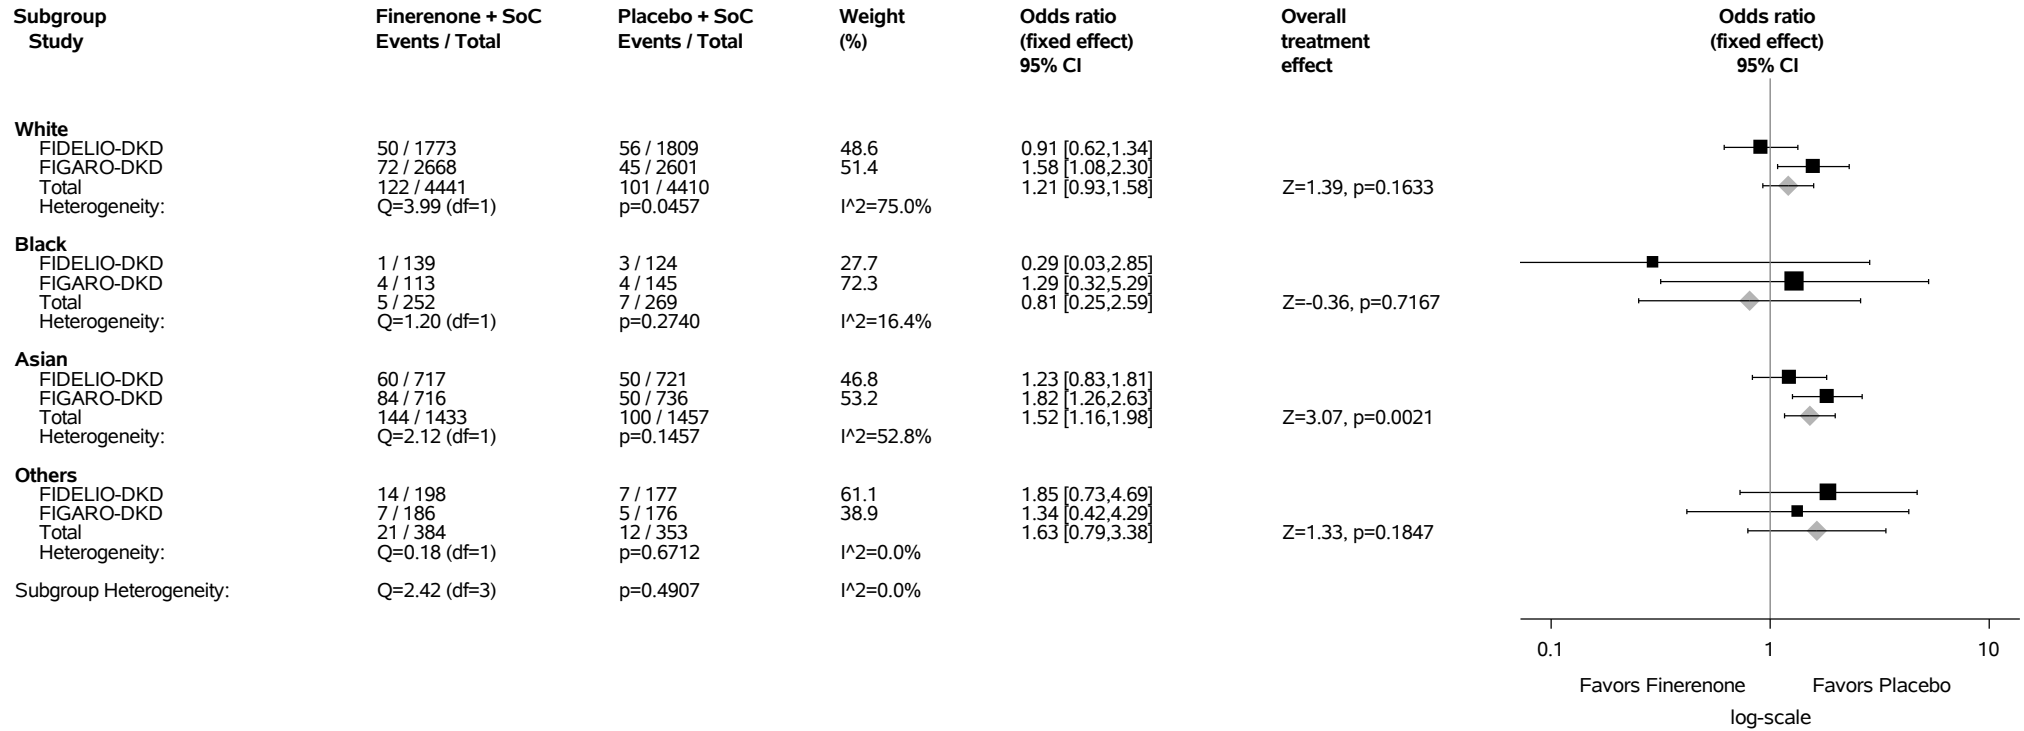 Subgroup Finerenone + SoC Placebo + SoC Weight Odds ratio Overall Odds ratio
Study Events / Total Events / Total (%) (fixed effect) treatment (fixed effect)
95% CI effect 95% CI
White
FIDELIO-DKD 50 / 1773 56 / 1809 48.6 0.91 [0.62,1.34]
FIGARO-DKD 72 / 2668 45 / 2601 51.4 1.58 [1.08,2.30]
Total 122 / 4441 101 / 4410 1.21 [0.93,1.58] Z=1.39, p=0.1633
Heterogeneity: Q=3.99 (df=1) p=0.0457 I^2=75.0%
Black
FIDELIO-DKD 1 / 139 3 / 124 27.7 0.29 [0.03,2.85]
FIGARO-DKD 4 / 113 4 / 145 72.3 1.29 [0.32,5.29]
Total 5 / 252 7 / 269 0.81 [0.25,2.59] Z=-0.36, p=0.7167
Heterogeneity: Q=1.20 (df=1) p=0.2740 I^2=16.4%
Asian
FIDELIO-DKD 60 / 717 50 / 721 46.8 1.23 [0.83,1.81]
FIGARO-DKD 84 / 716 50 / 736 53.2 1.82 [1.26,2.63]
Total 144 / 1433 100 / 1457 1.52 [1.16,1.98] Z=3.07, p=0.0021
Heterogeneity: Q=2.12 (df=1) p=0.1457 I^2=52.8%
Others
FIDELIO-DKD 14 / 198 7 / 177 61.1 1.85 [0.73,4.69]
FIGARO-DKD 7 / 186 5 / 176 38.9 1.34 [0.42,4.29]
Total 21 / 384 12 / 353 1.63 [0.79,3.38] Z=1.33, p=0.1847
Heterogeneity: Q=0.18 (df=1) p=0.6712 I^2=0.0%
Subgroup Heterogeneity: Q=2.42 (df=3) p=0.4907 I^2=0.0%
0.1 1 10
Favors Finerenone Favors Placebo
log-scale